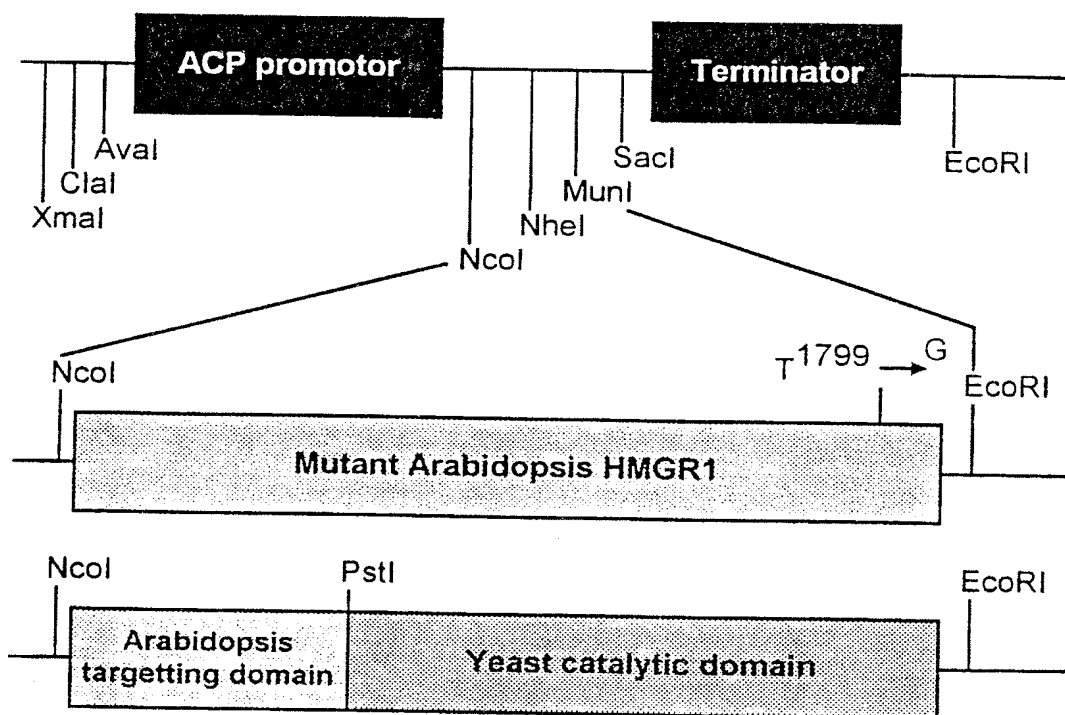 ACP promotor
Terminator
AvaI
ClaI
XmaI
SacI
MunI
NheI
NcoI
EcoRI
NcoI
T1799 → G
EcoRI
Mutant Arabidopsis HMGR1
NcoI
PstI
EcoRI
Arabidopsis
targetting domain
Yeast catalytic domain